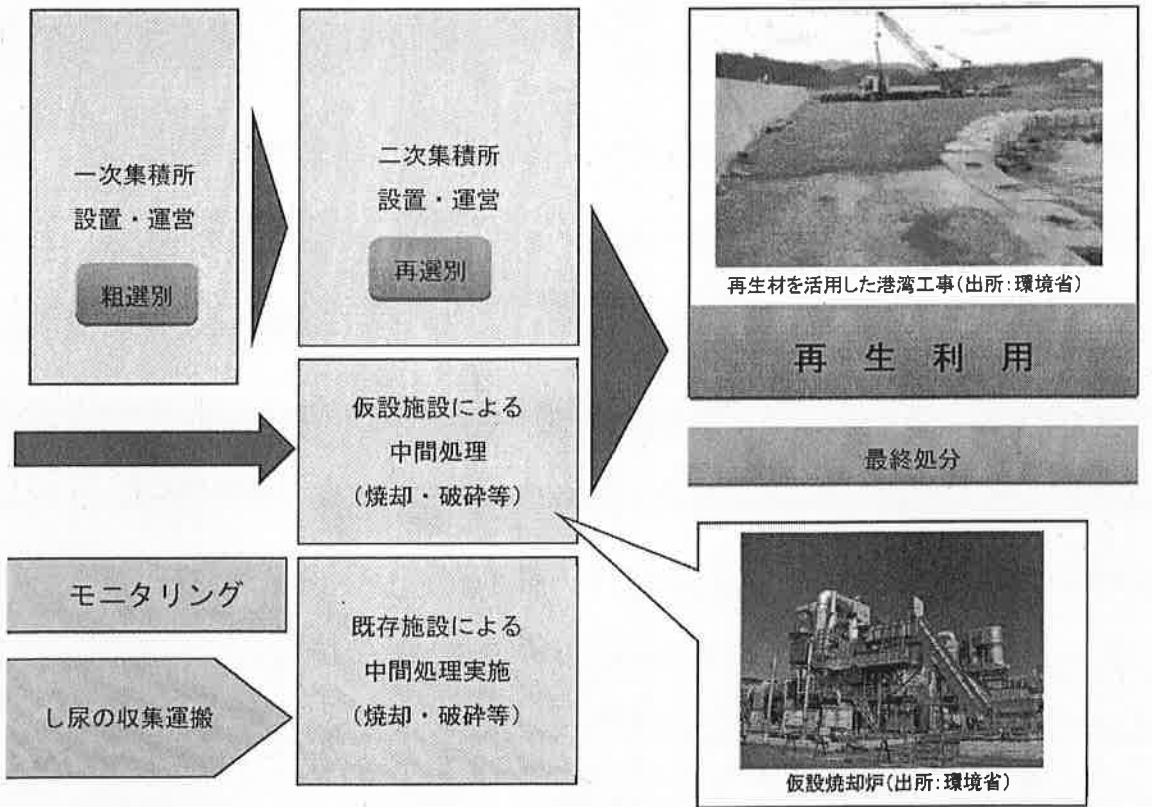 一次集積所
設置・運営
粗選別
二次集積所
設置・運営
再選別
仮設施設による
中間処理
(焼却・破砕等)
モニタリング
し尿の収集運搬
既存施設による
中間処理実施
(焼却・破砕等)
再生材を活用した港湾工事(出所:環境省)
再生利用
最終処分
仮設焼却炉(出所:環境省)